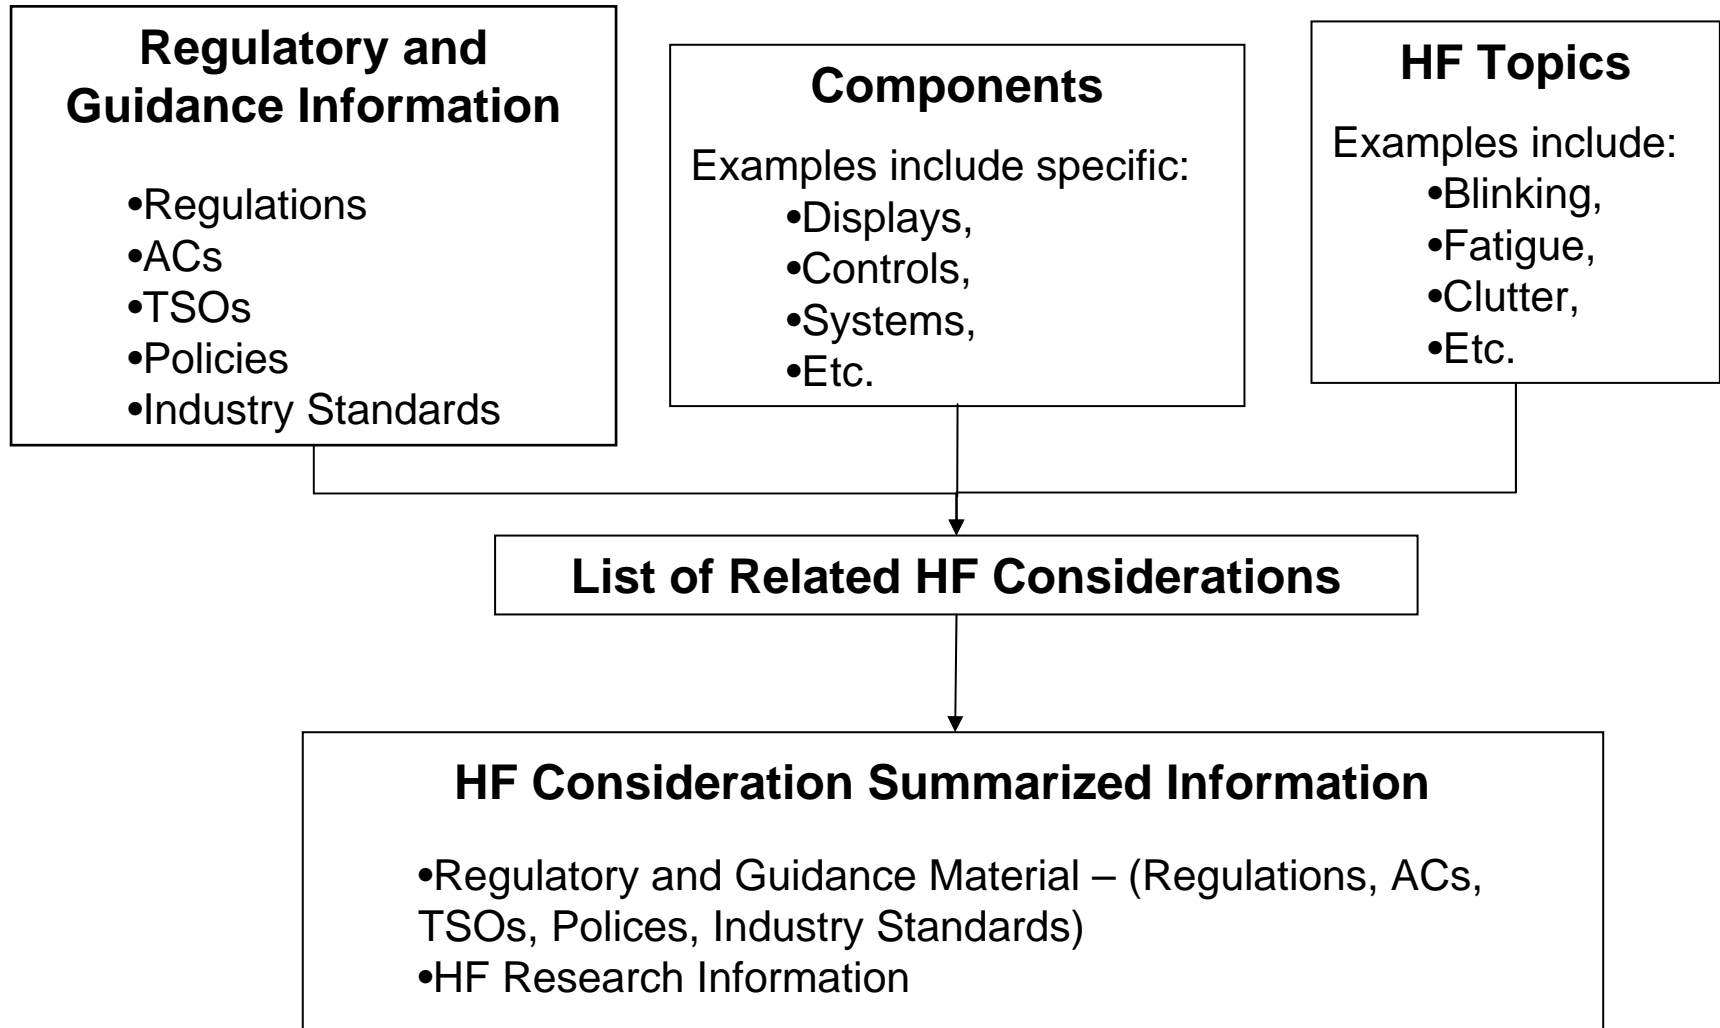 Regulatory and
Guidance Information
•Regulations
•ACs
•TSOs
•Policies
•Industry Standards
Components
Examples include specific:
•Displays,
•Controls,
•Systems,
•Etc.
HF Topics
Examples include:
•Blinking,
•Fatigue,
•Clutter,
•Etc.
List of Related HF Considerations
HF Consideration Summarized Information
•Regulatory and Guidance Material – (Regulations, ACs,
TSOs, Polices, Industry Standards)
•HF Research Information